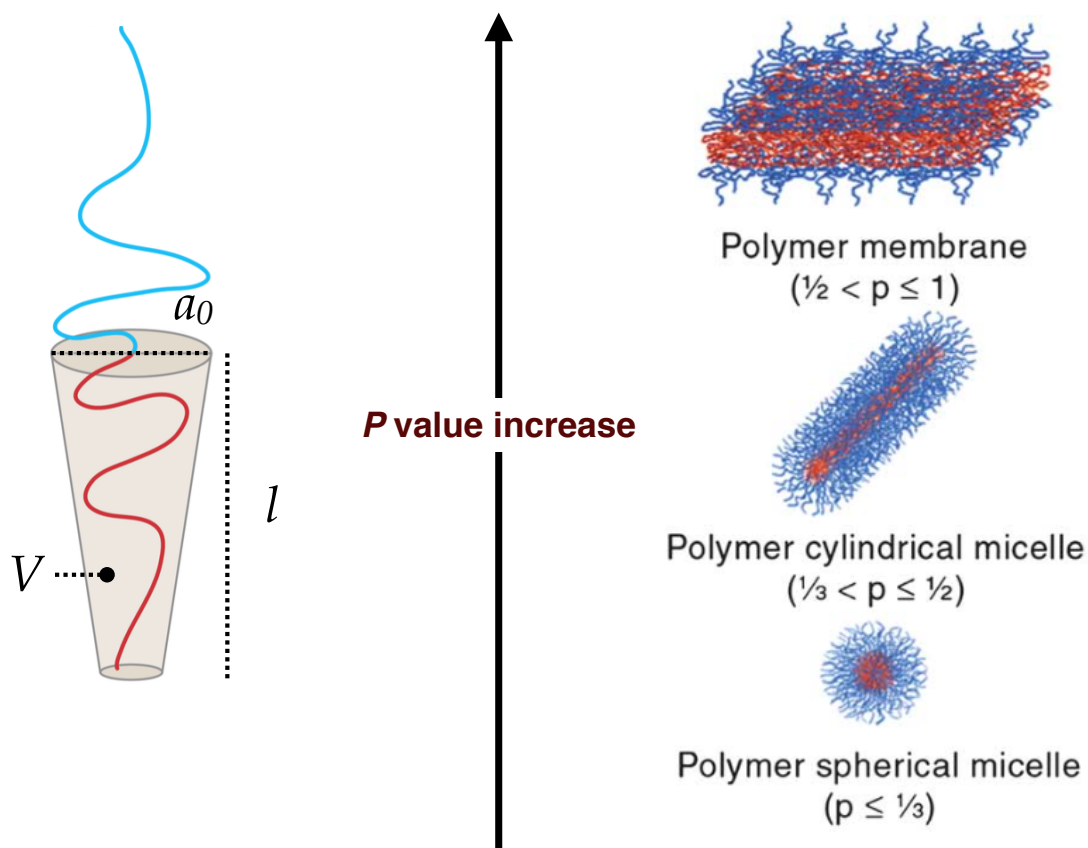 a0
l
V
P value increase
Polymer membrane
(½ < p ≤ 1)
Polymer cylindrical micelle
(⅓ < p ≤ ½)
Polymer spherical micelle
(p ≤ ⅓)